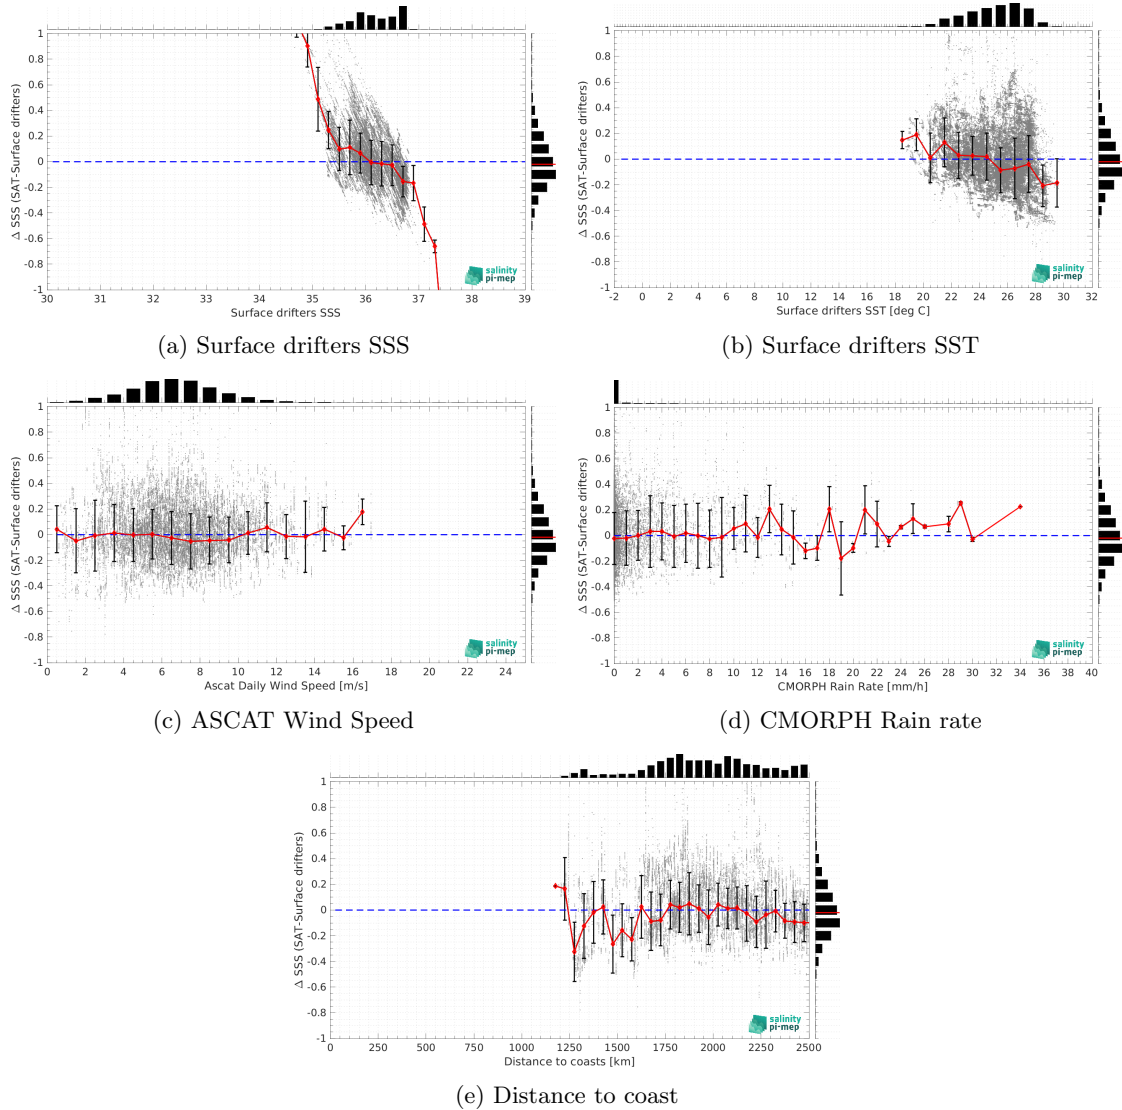 Δ SSS (SAT-Surface drifters)
1
0.8
0.6
0.4
0.2
0
-0.2
-0.4
-0.6
-0.8
-1
30 31 32 33 34 35 36 37 38 39
Surface drifters SSS
salinity
pi-mep
(a) Surface drifters SSS
Δ SSS (SAT-Surface drifters)
1
0.8
0.6
0.4
0.2
0
-0.2
-0.4
-0.6
-0.8
-1
-2 0 2 4 6 8 10 12 14 16 18 20 22 24 26 28 30 32
Surface drifters SST [deg C]
salinity
pi-mep
(b) Surface drifters SST
Δ SSS (SAT-Surface drifters)
1
0.8
0.6
0.4
0.2
0
-0.2
-0.4
-0.6
-0.8
-1
0 2 4 6 8 10 12 14 16 18 20 22 24
Ascat Daily Wind Speed [m/s]
salinity
pi-mep
(c) ASCAT Wind Speed
Δ SSS (SAT-Surface drifters)
1
0.8
0.6
0.4
0.2
0
-0.2
-0.4
-0.6
-0.8
-1
0 2 4 6 8 10 12 14 16 18 20 22 24 26 28 30 32 34 36 38 40
CMORPH Rain Rate [mm/h]
salinity
pi-mep
(d) CMORPH Rain rate
Δ SSS (SAT-Surface drifters)
1
0.8
0.6
0.4
0.2
0
-0.2
-0.4
-0.6
-0.8
-1
0 250 500 750 1000 1250 1500 1750 2000 2250 2500
Distance to coasts [km]
salinity
pi-mep
(e) Distance to coast